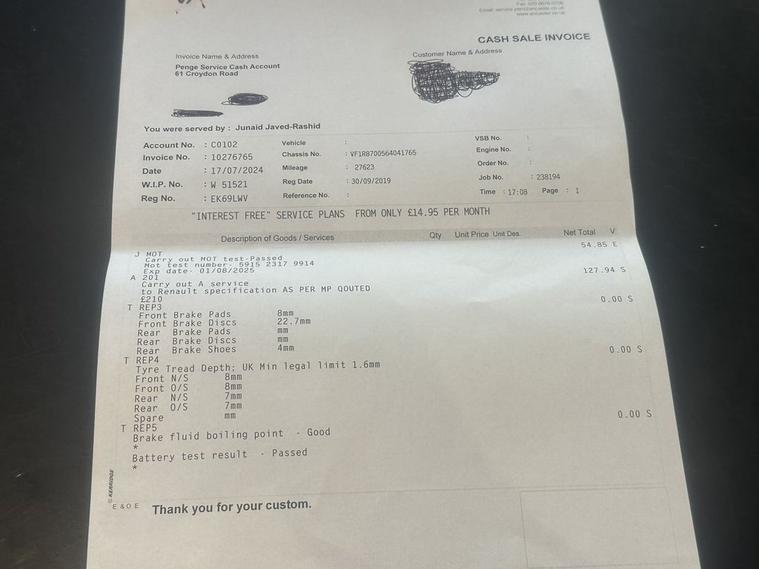 CASH SALE INVOICE
Invoice Name & Address
Customer Name & Address
Penge Service Cash Account
61 Croydon Road
You were served by : Junaid Javed-Rashid
Account No. : C0102
Invoice No. : 10276765
Date : 17/07/2024
W.I.P. No. : W 51521
Reg No. : EK69LWV
Vehicle :
Chassis No. : VF1RB700564041765
Mileage : 27623
Reg Date : 30/09/2019
Reference No. :
VSB No. :
Engine No. :
Order No. :
Job No. : 238194
Time : 17:08 Page : 1
"INTEREST FREE" SERVICE PLANS FROM ONLY £14.95 PER MONTH
Description of Goods / Services Qty Unit Price Unit Des. Net Total V
J MOT 54.85 E
Carry out MOT test-Passed
Mot test number- 5915 2317 9914
Exp date- 01/08/2025
A 201 127.94 S
Carry out A service
to Renault specification AS PER MP QOUTED
£210
T REP3 0.00 S
Front Brake Pads 8mm
Front Brake Discs 22.7mm
Rear Brake Pads mm
Rear Brake Discs mm
Rear Brake Shoes 4mm
T REP4 0.00 S
Tyre Tread Depth: UK Min legal limit 1.6mm
Front N/S 8mm
Front O/S 8mm
Rear N/S 7mm
Rear O/S 7mm
Spare mm
T REP5 0.00 S
Brake fluid boiling point - Good
*
Battery test result - Passed
*
© KERRIDGE
E & O E Thank you for your custom.